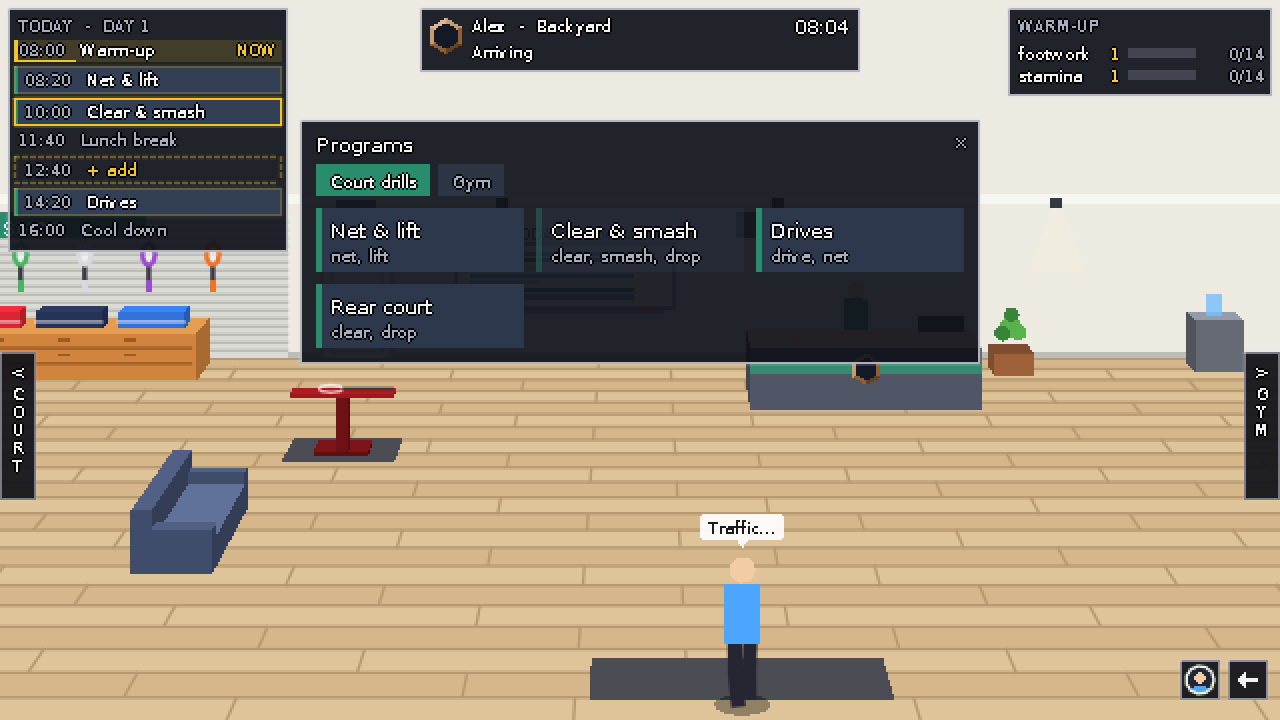 TODAY - DAY 1
08:00 Warm-up NOW
08:20 Net & lift
10:00 Clear & smash
11:40 Lunch break
12:40 + add
14:20 Drives
16:00 Cool down
Alex - Backyard 08:04
Arriving
WARM-UP
footwork 1 0/14
stamina 1 0/14
Programs ×
Court drills Gym
Net & lift
net, lift
Clear & smash
clear, smash, drop
Drives
drive, net
Rear court
clear, drop
< COURT
> GYM
Traffic...